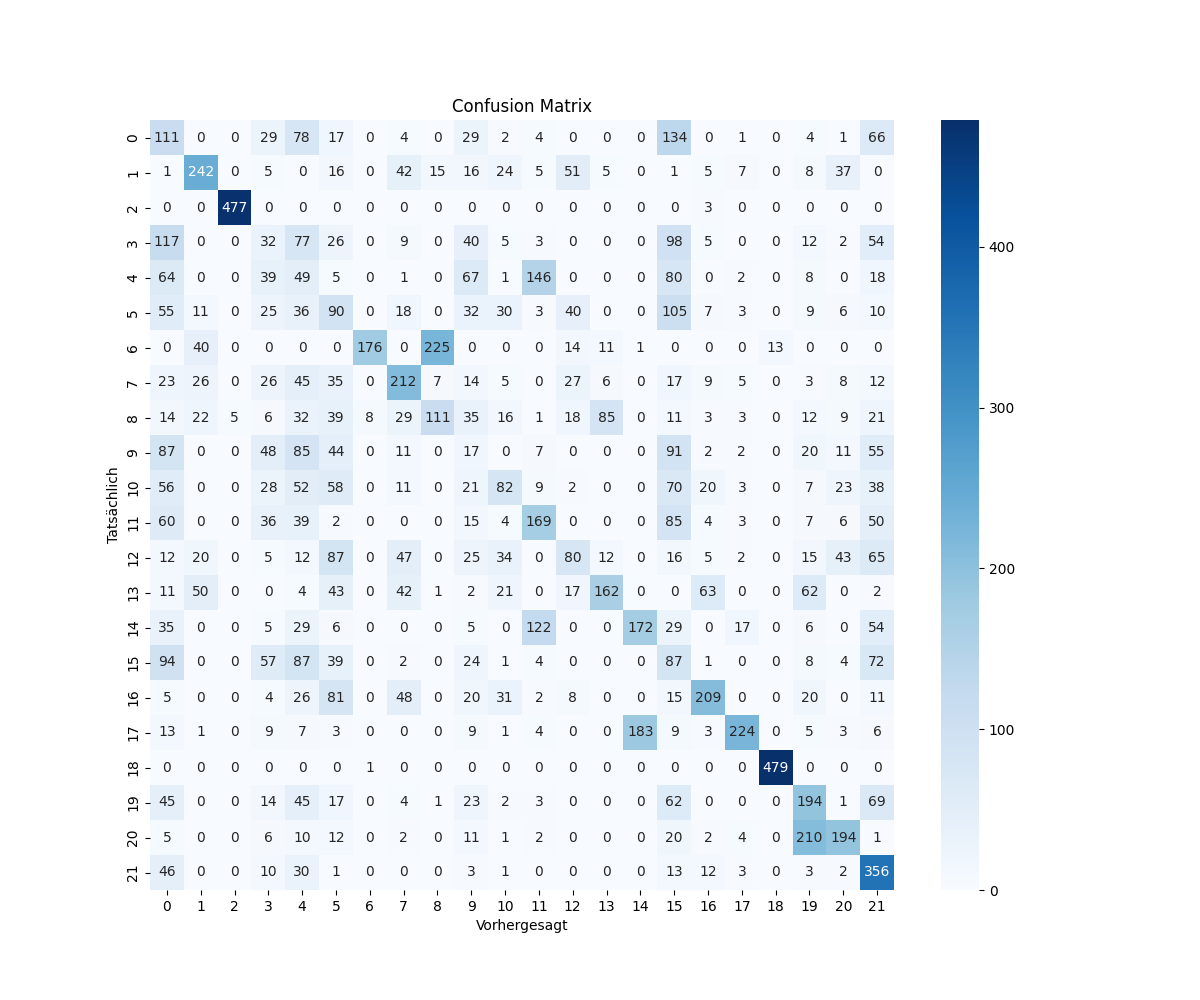 Confusion Matrix
Tatsächlich
0 111 0 0 29 78 17 0 4 0 29 2 4 0 0 0 134 0 1 0 4 1 66
1 1 242 0 5 0 16 0 42 15 16 24 5 51 5 0 1 5 7 0 8 37 0
2 0 0 477 0 0 0 0 0 0 0 0 0 0 0 0 0 3 0 0 0 0 0
3 117 0 0 32 77 26 0 9 0 40 5 3 0 0 0 98 5 0 0 12 2 54
4 64 0 0 39 49 5 0 1 0 67 1 146 0 0 0 80 0 2 0 8 0 18
5 55 11 0 25 36 90 0 18 0 32 30 3 40 0 0 105 7 3 0 9 6 10
6 0 40 0 0 0 0 176 0 225 0 0 0 14 11 1 0 0 0 13 0 0 0
7 23 26 0 26 45 35 0 212 7 14 5 0 27 6 0 17 9 5 0 3 8 12
8 14 22 5 6 32 39 8 29 111 35 16 1 18 85 0 11 3 3 0 12 9 21
9 87 0 0 48 85 44 0 11 0 17 0 7 0 0 0 91 2 2 0 20 11 55
10 56 0 0 28 52 58 0 11 0 21 82 9 2 0 0 70 20 3 0 7 23 38
11 60 0 0 36 39 2 0 0 0 15 4 169 0 0 0 85 4 3 0 7 6 50
12 12 20 0 5 12 87 0 47 0 25 34 0 80 12 0 16 5 2 0 15 43 65
13 11 50 0 0 4 43 0 42 1 2 21 0 17 162 0 0 63 0 0 62 0 2
14 35 0 0 5 29 6 0 0 0 5 0 122 0 0 172 29 0 17 0 6 0 54
15 94 0 0 57 87 39 0 2 0 24 1 4 0 0 0 87 1 0 0 8 4 72
16 5 0 0 4 26 81 0 48 0 20 31 2 8 0 0 15 209 0 0 20 0 11
17 13 1 0 9 7 3 0 0 0 9 1 4 0 0 183 9 3 224 0 5 3 6
18 0 0 0 0 0 0 1 0 0 0 0 0 0 0 0 0 0 0 479 0 0 0
19 45 0 0 14 45 17 0 4 1 23 2 3 0 0 0 62 0 0 0 194 1 69
20 5 0 0 6 10 12 0 2 0 11 1 2 0 0 0 20 2 4 0 210 194 1
21 46 0 0 10 30 1 0 0 0 3 1 0 0 0 0 13 12 3 0 3 2 356
0 1 2 3 4 5 6 7 8 9 10 11 12 13 14 15 16 17 18 19 20 21
Vorhergesagt
400
300
200
100
0